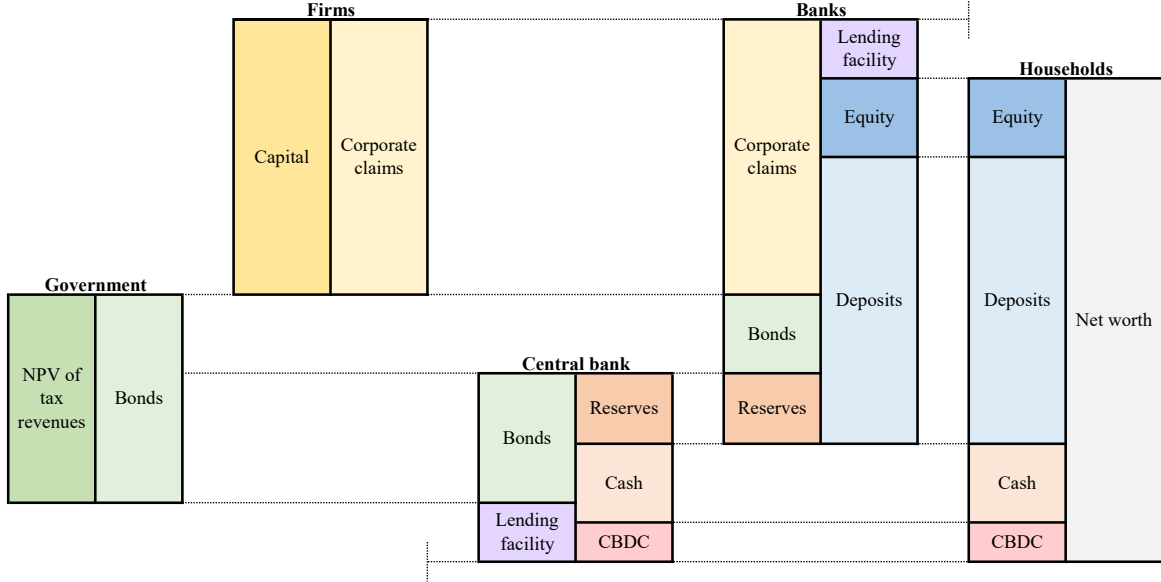 Firms
Capital
Corporate
claims
Banks
Corporate
claims
Bonds
Reserves
Lending
facility
Equity
Deposits
Households
Equity
Deposits
Cash
CBDC
Net worth
Government
NPV of
tax
revenues
Bonds
Central bank
Bonds
Lending
facility
Reserves
Cash
CBDC